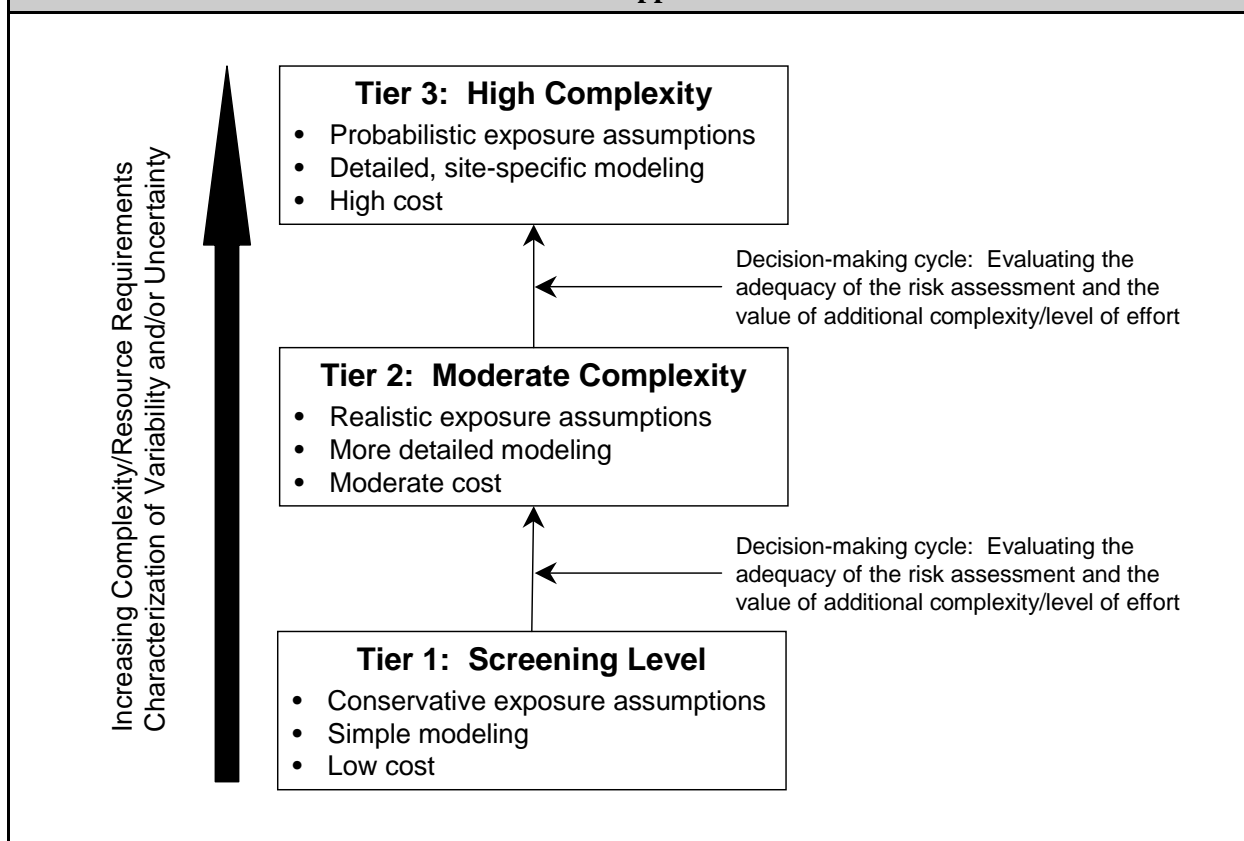 Tier 3: High Complexity
• Probabilistic exposure assumptions
• Detailed, site-specific modeling
• High cost
Decision-making cycle: Evaluating the
adequacy of the risk assessment and the
value of additional complexity/level of effort
Tier 2: Moderate Complexity
• Realistic exposure assumptions
• More detailed modeling
• Moderate cost
Decision-making cycle: Evaluating the
adequacy of the risk assessment and the
value of additional complexity/level of effort
Tier 1: Screening Level
• Conservative exposure assumptions
• Simple modeling
• Low cost
Increasing Complexity/Resource Requirements
Characterization of Variability and/or Uncertainty